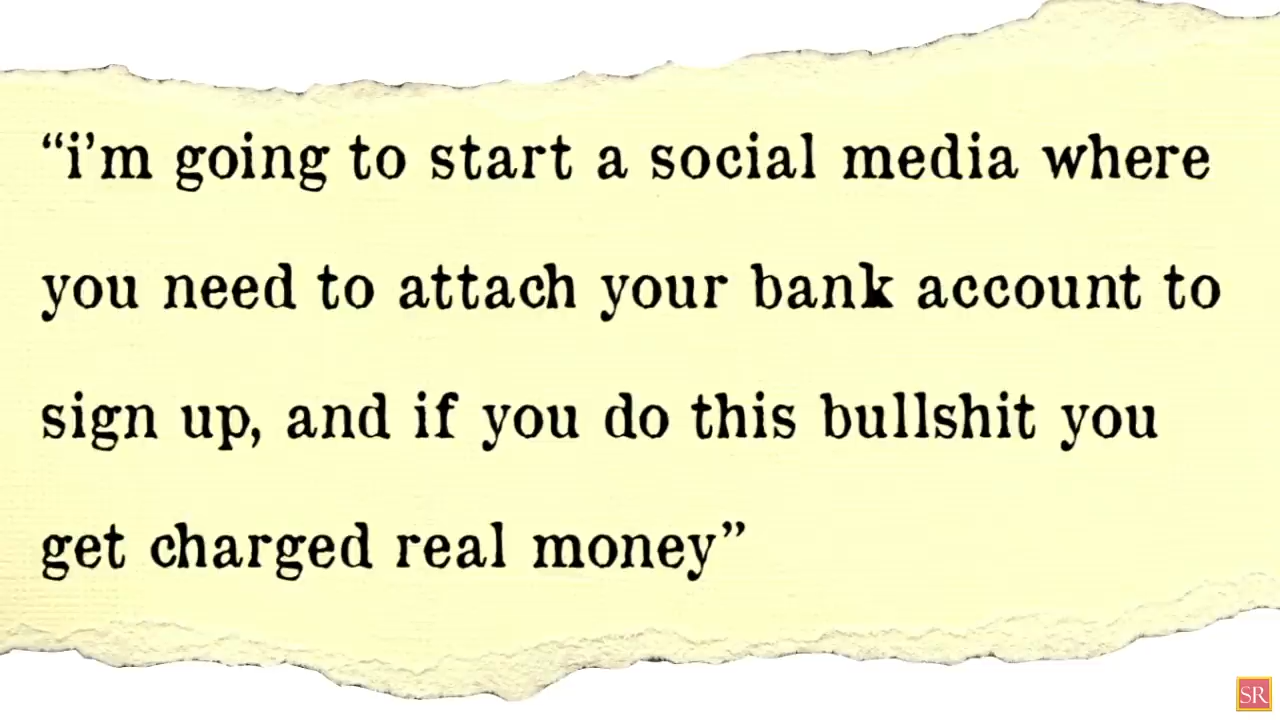 “i’m going to start a social media where
you need to attach your bank account to
sign up, and if you do this bullshit you
get charged real money”
SR